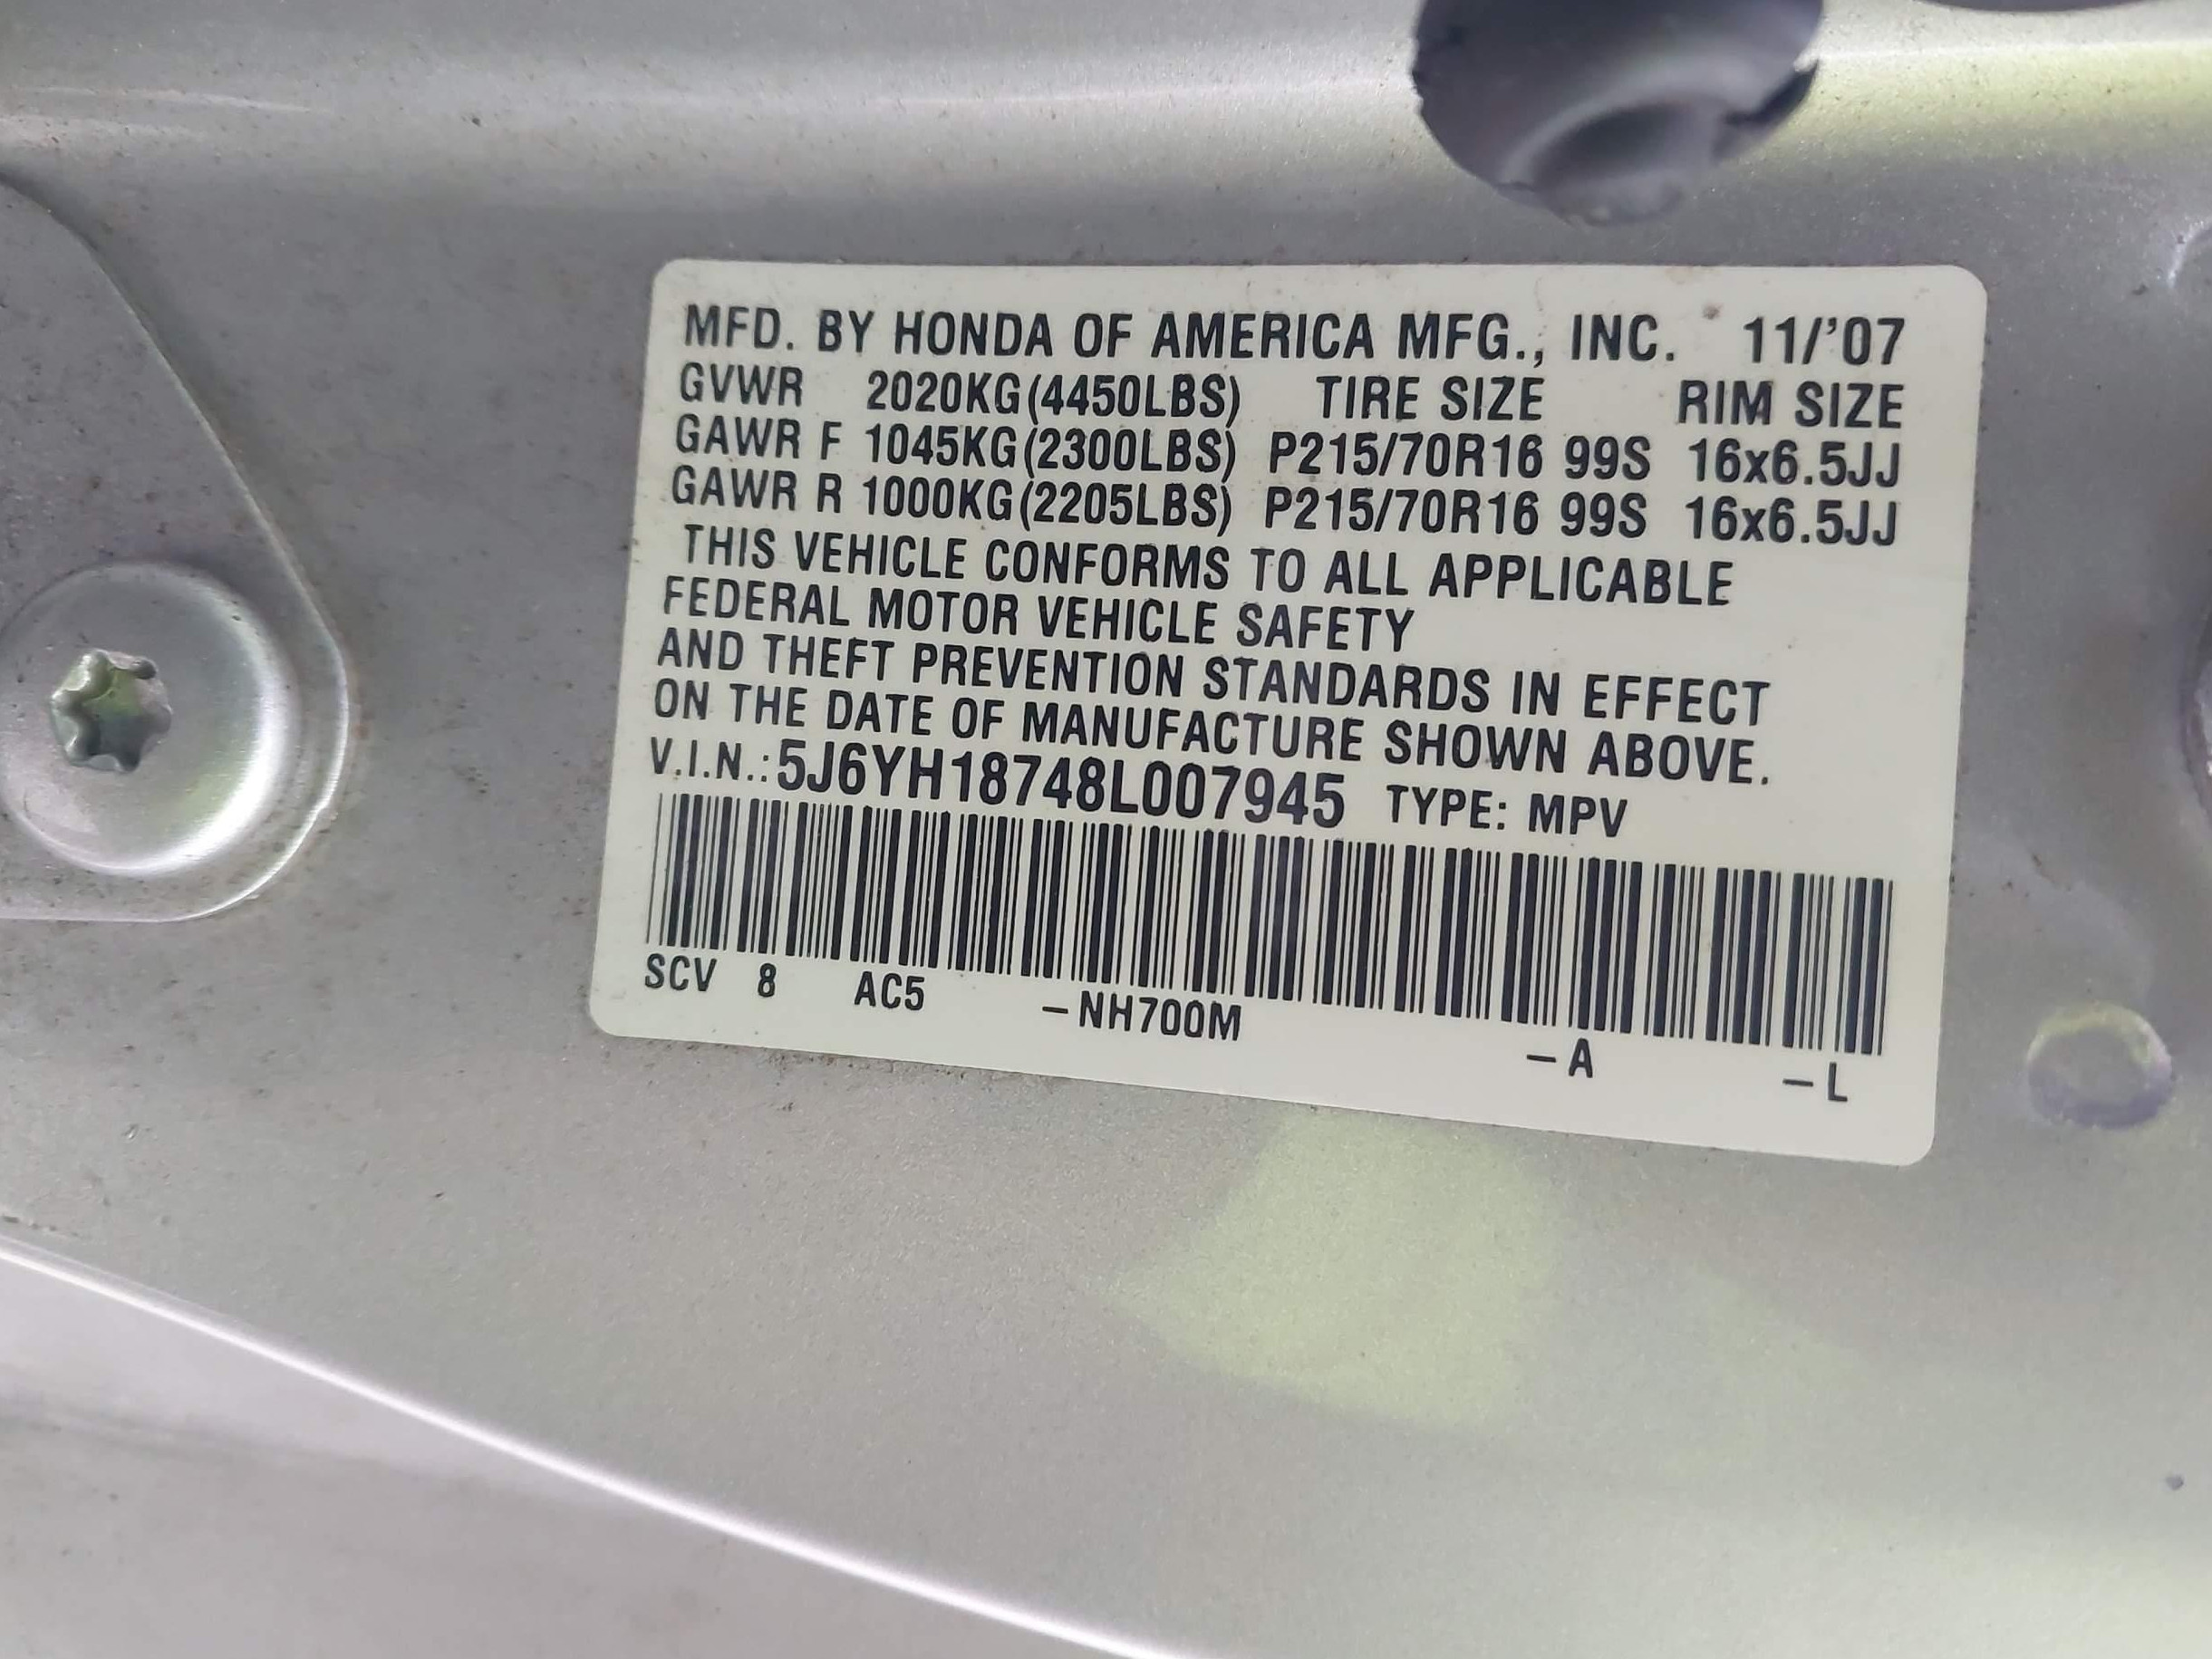 MFD. BY HONDA OF AMERICA MFG., INC. 11/'07
GVWR 2020KG(4450LBS) TIRE SIZE RIM SIZE
GAWR F 1045KG(2300LBS) P215/70R16 99S 16x6.5JJ
GAWR R 1000KG(2205LBS) P215/70R16 99S 16x6.5JJ
THIS VEHICLE CONFORMS TO ALL APPLICABLE
FEDERAL MOTOR VEHICLE SAFETY
AND THEFT PREVENTION STANDARDS IN EFFECT
ON THE DATE OF MANUFACTURE SHOWN ABOVE.
V.I.N.: 5J6YH18748L007945 TYPE: MPV
SCV 8 AC5 -NH700M -A -L